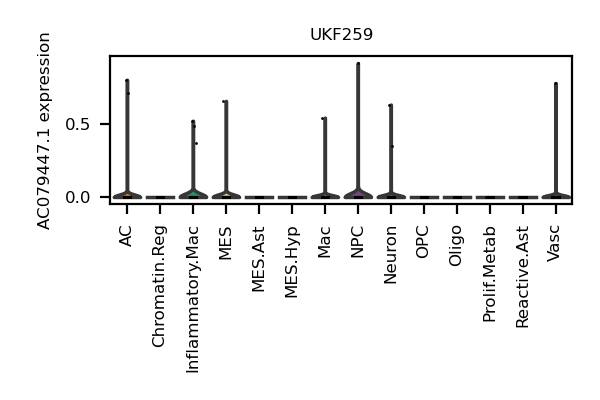 UKF259
AC079447.1 expression
0.5
0.0
AC
Chromatin.Reg
Inflammatory.Mac
MES
MES.Ast
MES.Hyp
Mac
NPC
Neuron
OPC
Oligo
Prolif.Metab
Reactive.Ast
Vasc